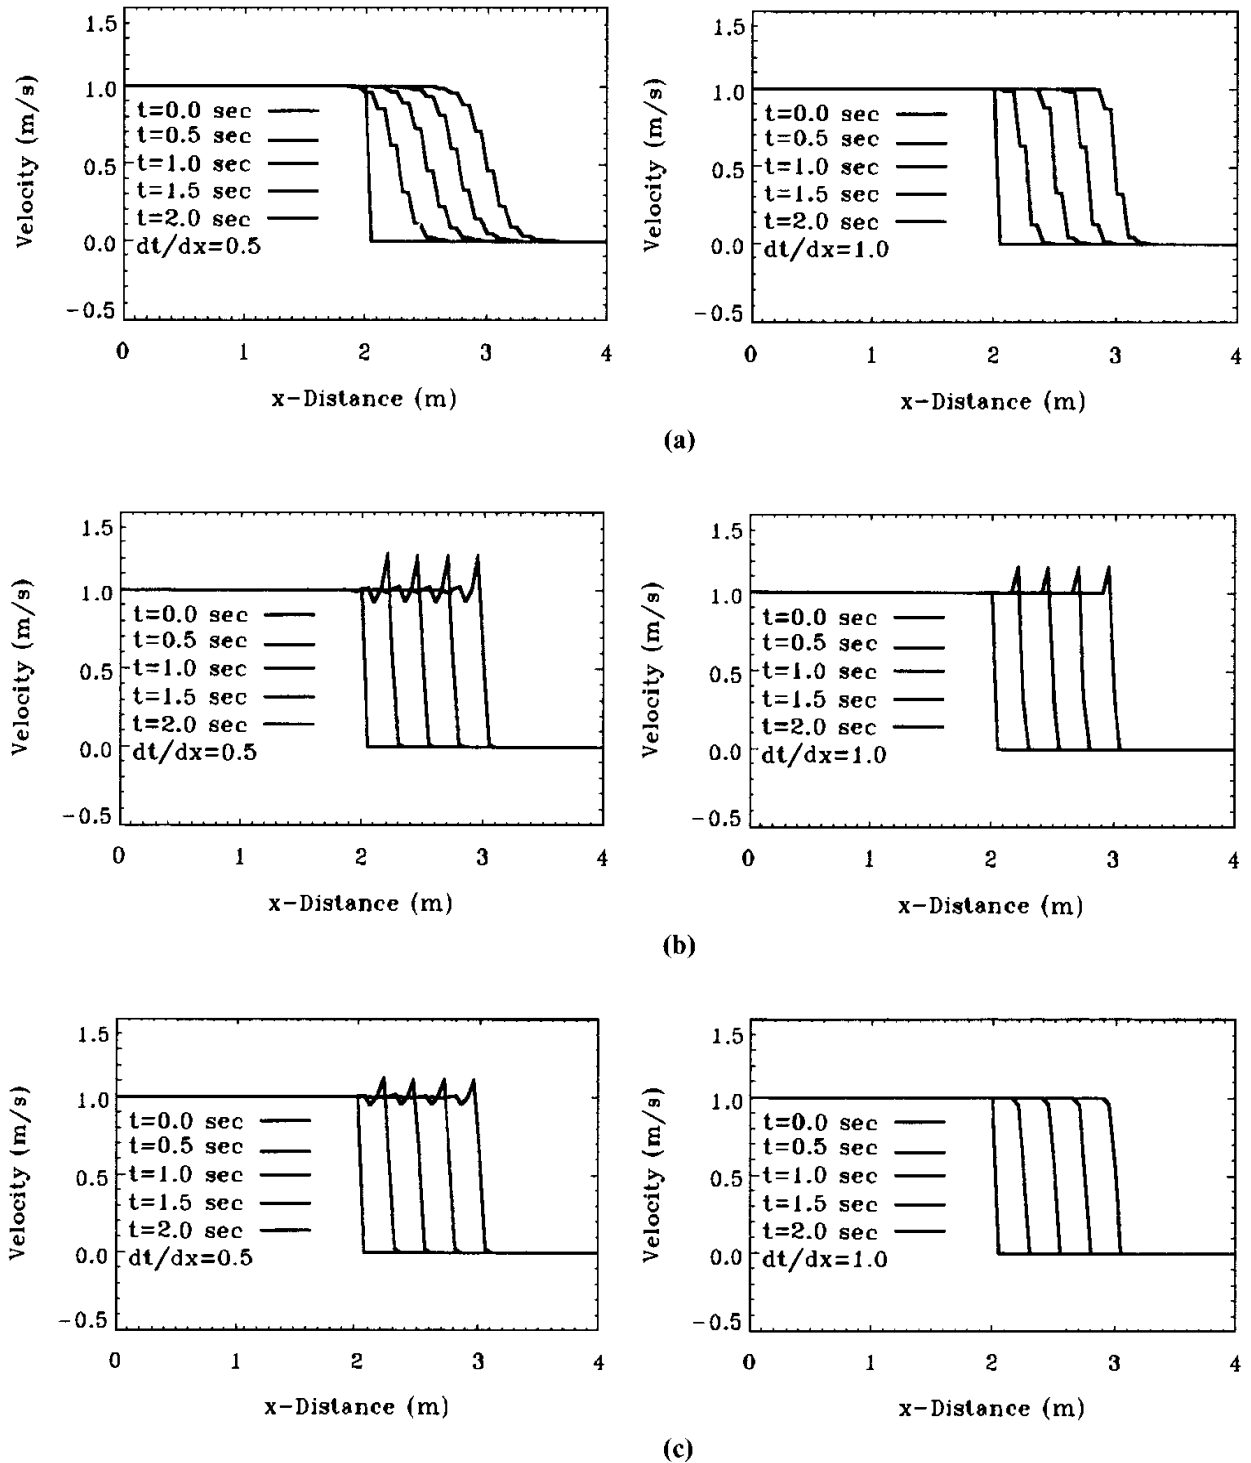 1.5
1.0
0.5
0.0
-0.5
Velocity (m/s)
t=0.0 sec
t=0.5 sec
t=1.0 sec
t=1.5 sec
t=2.0 sec
dt/dx=0.5
0 1 2 3 4
x-Distance (m)
1.5
1.0
0.5
0.0
-0.5
Velocity (m/s)
t=0.0 sec
t=0.5 sec
t=1.0 sec
t=1.5 sec
t=2.0 sec
dt/dx=1.0
0 1 2 3 4
x-Distance (m)
(a)
1.5
1.0
0.5
0.0
-0.5
Velocity (m/s)
t=0.0 sec
t=0.5 sec
t=1.0 sec
t=1.5 sec
t=2.0 sec
dt/dx=0.5
0 1 2 3 4
x-Distance (m)
1.5
1.0
0.5
0.0
-0.5
Velocity (m/s)
t=0.0 sec
t=0.5 sec
t=1.0 sec
t=1.5 sec
t=2.0 sec
dt/dx=1.0
0 1 2 3 4
x-Distance (m)
(b)
1.5
1.0
0.5
0.0
-0.5
Velocity (m/s)
t=0.0 sec
t=0.5 sec
t=1.0 sec
t=1.5 sec
t=2.0 sec
dt/dx=0.5
0 1 2 3 4
x-Distance (m)
1.5
1.0
0.5
0.0
-0.5
Velocity (m/s)
t=0.0 sec
t=0.5 sec
t=1.0 sec
t=1.5 sec
t=2.0 sec
dt/dx=1.0
0 1 2 3 4
x-Distance (m)
(c)